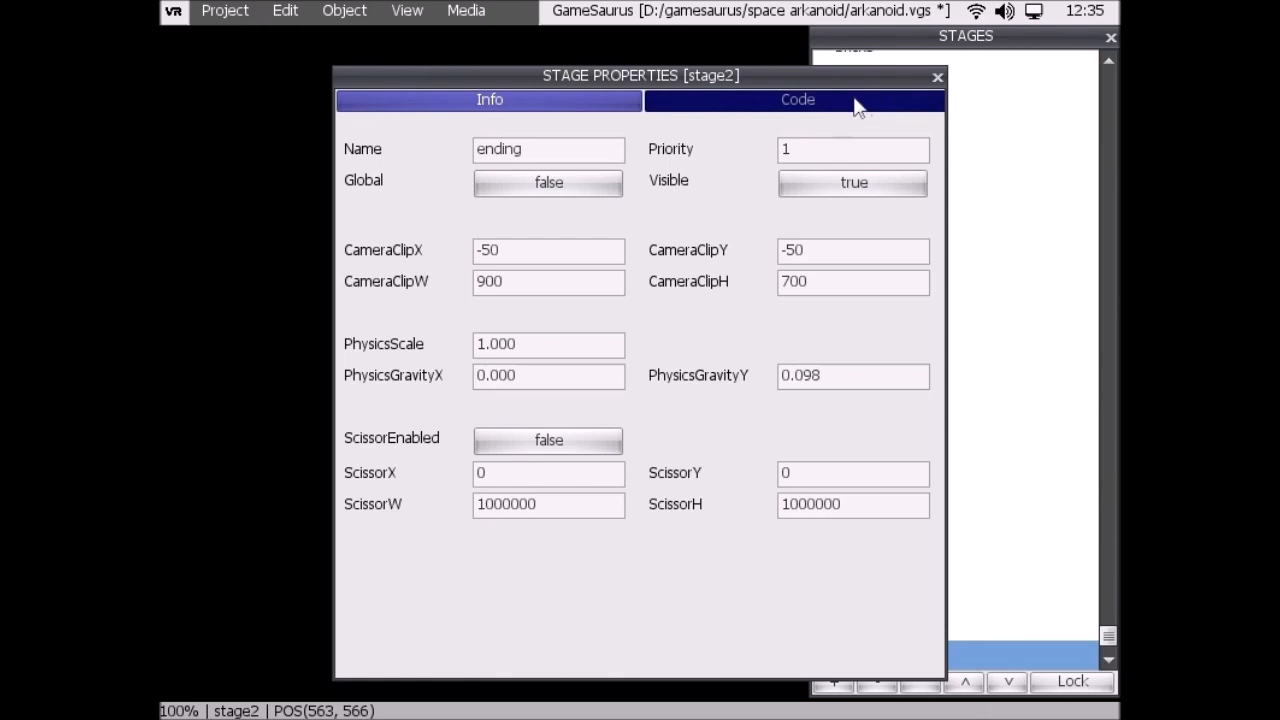 VR Project Edit Object View Media GameSaurus [D:/gamesaurus/space arkanoid/arkanoid.vgs *] 12:35
STAGES x
STAGE PROPERTIES [stage2] x
Info Code
Name ending Priority 1
Global false Visible true
CameraClipX -50 CameraClipY -50
CameraClipW 900 CameraClipH 700
PhysicsScale 1.000
PhysicsGravityX 0.000 PhysicsGravityY 0.098
ScissorEnabled false
ScissorX 0 ScissorY 0
ScissorW 1000000 ScissorH 1000000
Lock
100% | stage2 | POS(563, 566)